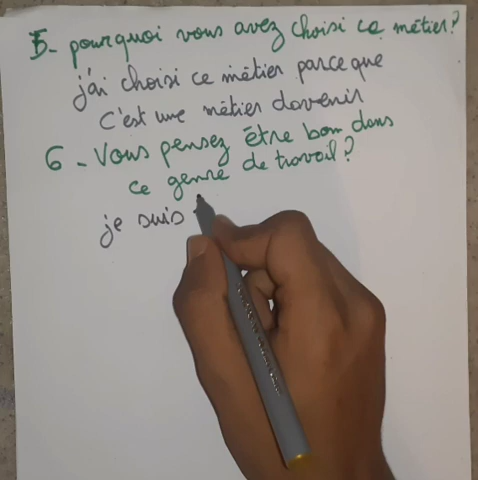 5- pourquoi vous avez choisi ce métier?
j'ai choisi ce métier parce que
c'est une métier davenir
6 - Vous pensez être bon dans
ce genre de travail?
je suis